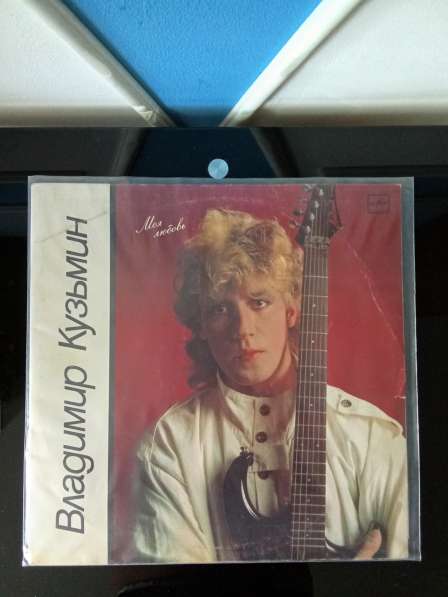 Владимир Кузьмин
Моя
любовь